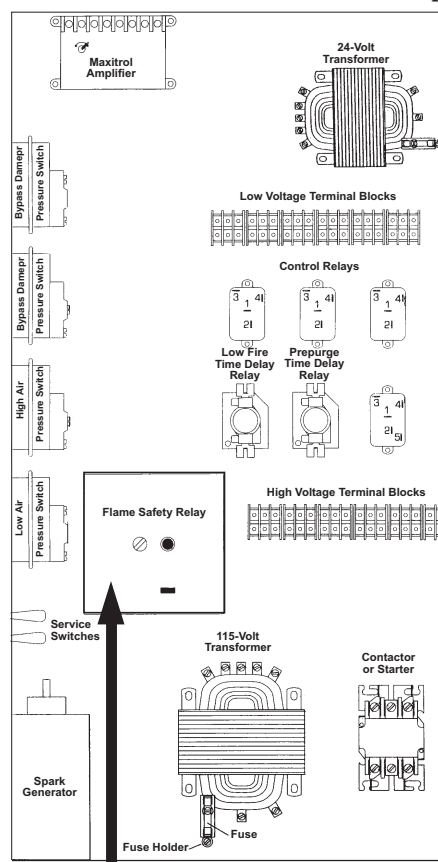 Maxitrol
Amplifier
24-Volt
Transformer
Bypass Damepr
Pressure Switch
Low Voltage Terminal Blocks
Bypass Damepr
Pressure Switch
Control Relays
3 4 1 2
3 4 1 2
3 4 1 2
Low Fire
Time Delay
Relay
Prepurge
Time Delay
Relay
High Air
Pressure Switch
3 4 1 2 5
Low Air
Pressure Switch
Flame Safety Relay
High Voltage Terminal Blocks
Service
Switches
115-Volt
Transformer
Contactor
or Starter
Spark
Generator
Fuse
Fuse Holder